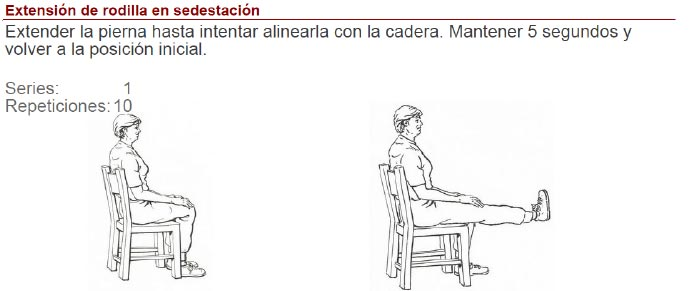 Extensión de rodilla en sedestación
Extender la pierna hasta intentar alinearla con la cadera. Mantener 5 segundos y
volver a la posición inicial.
Series: 1
Repeticiones: 10